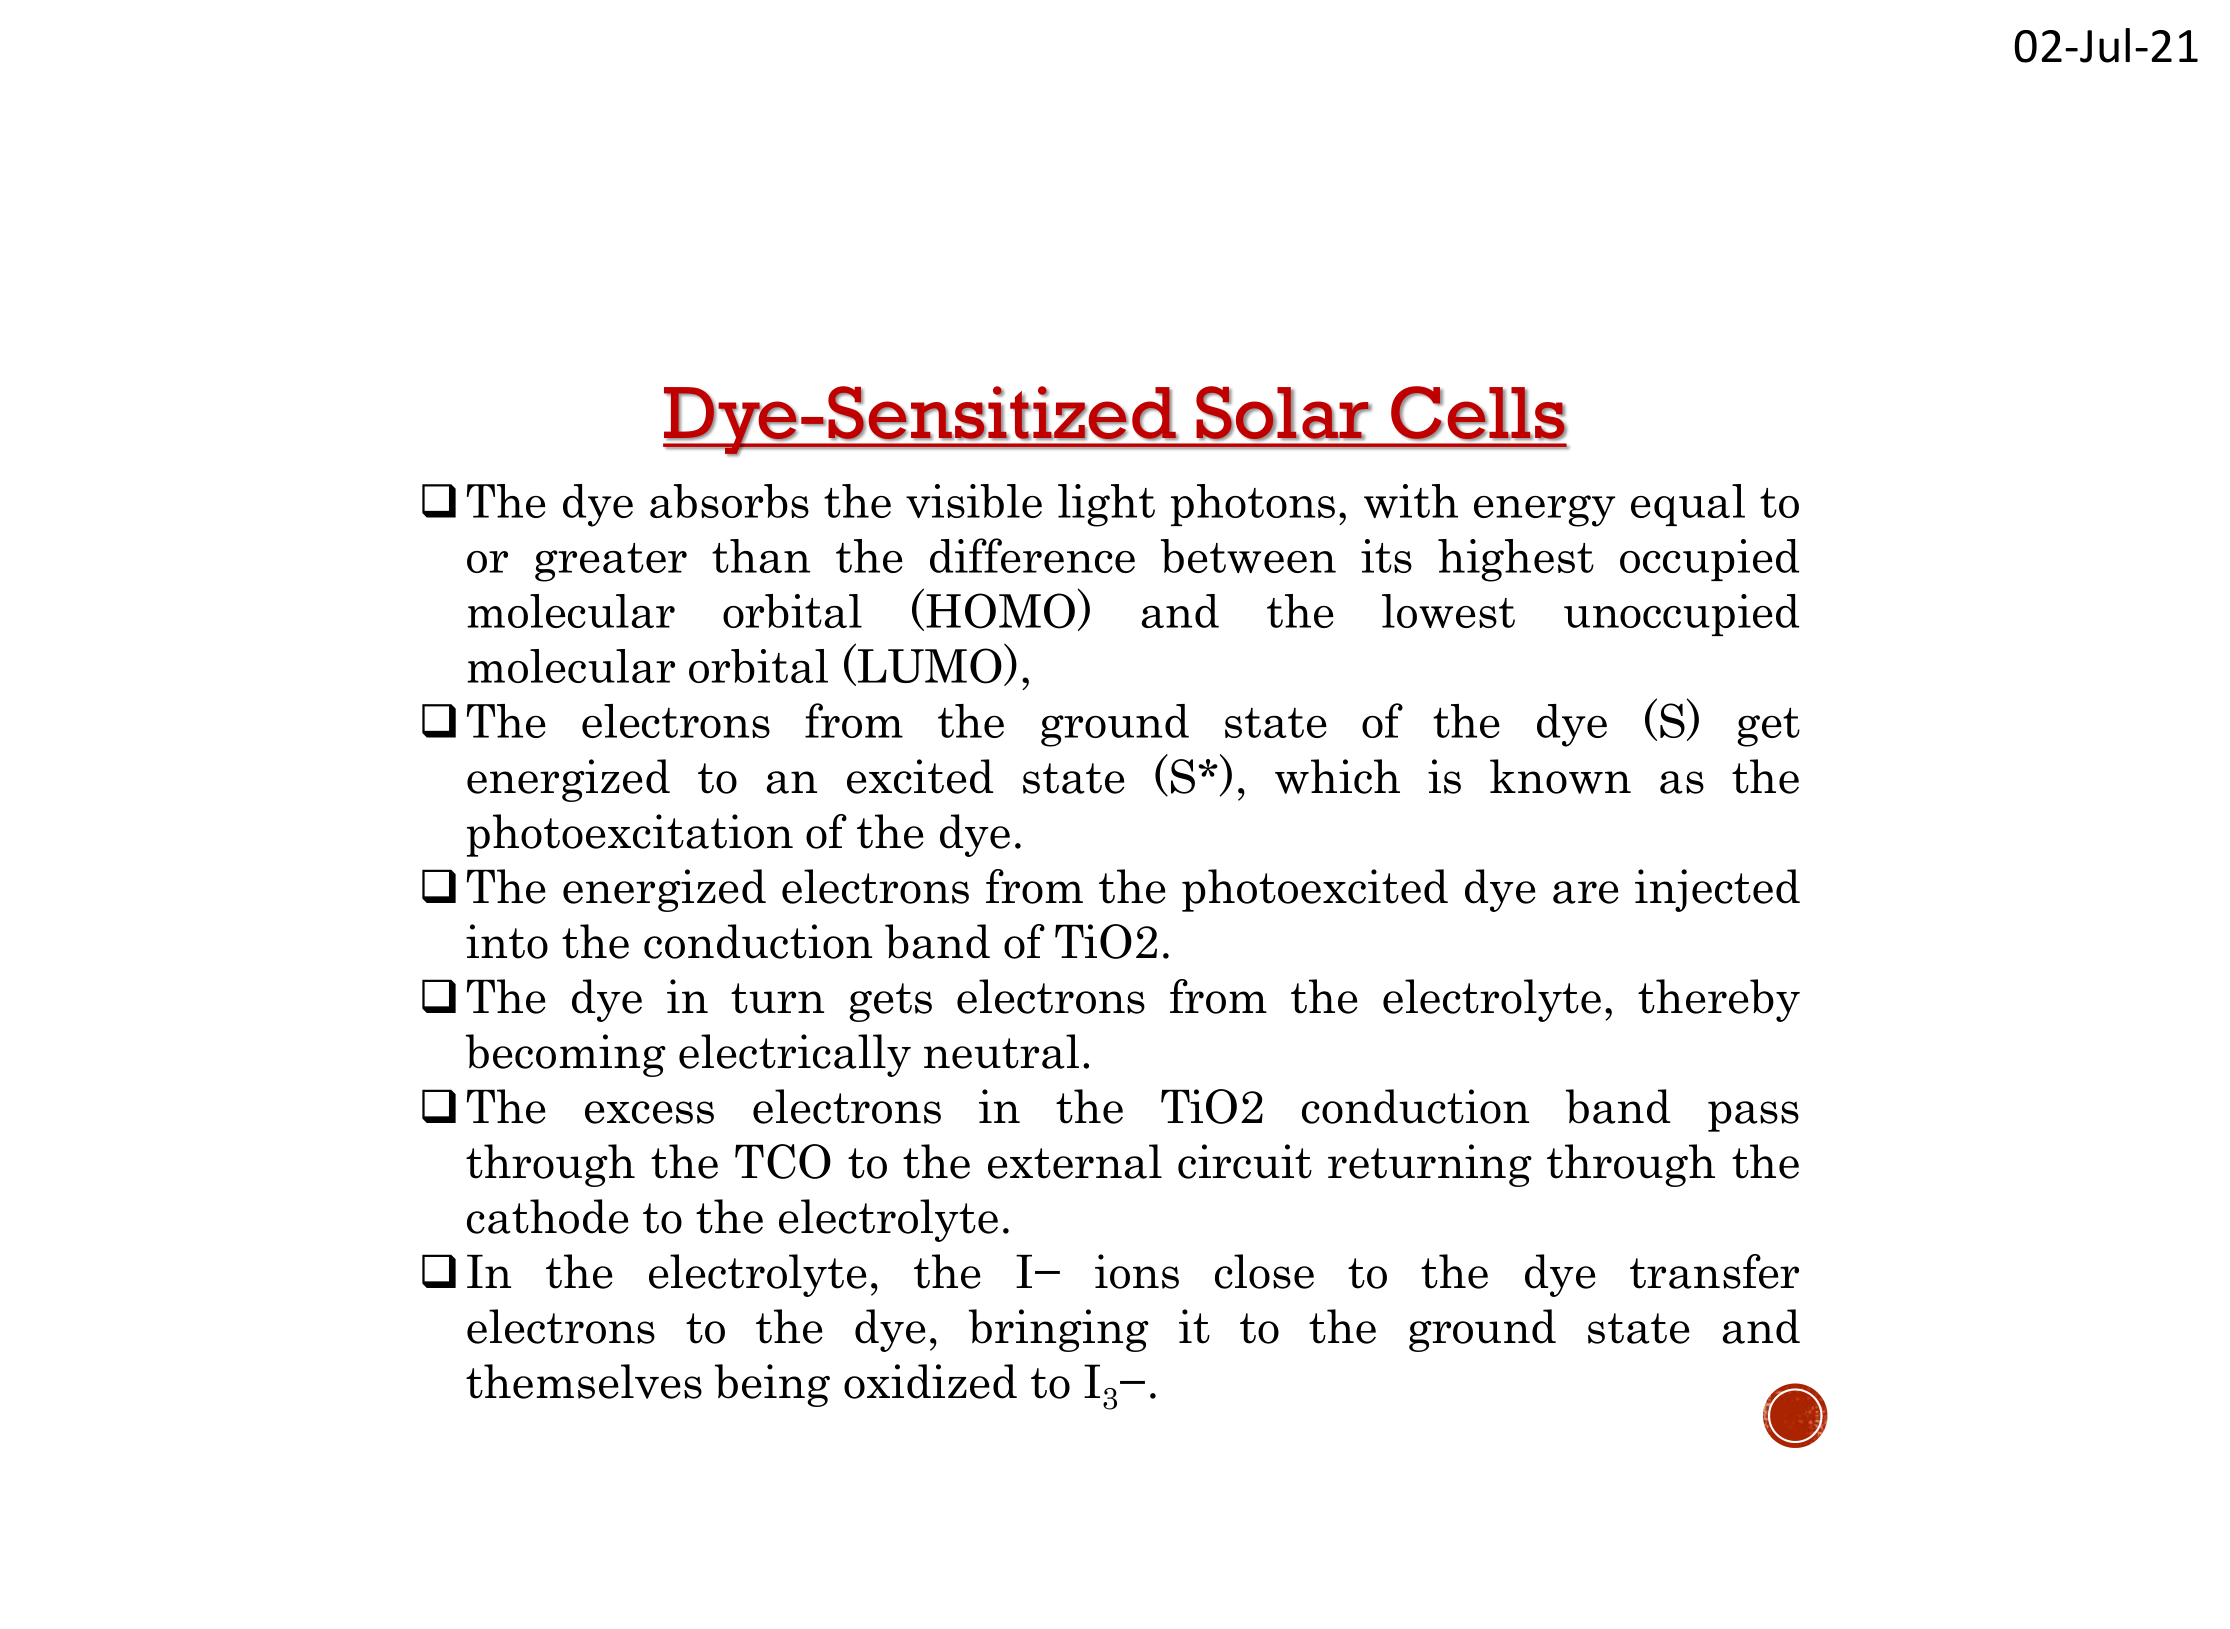 02-Jul-21
Dye-Sensitized Solar Cells
❑The dye absorbs the visible light photons, with energy equal to
or greater than the difference between its highest occupied
molecular orbital (HOMO) and the lowest unoccupied
molecular orbital (LUMO),
❑The electrons from the ground state of the dye (S) get
energized to an excited state (S*), which is known as the
photoexcitation of the dye.
❑The energized electrons from the photoexcited dye are injected
into the conduction band of TiO2.
❑The dye in turn gets electrons from the electrolyte, thereby
becoming electrically neutral.
❑The excess electrons in the TiO2 conduction band pass
through the TCO to the external circuit returning through the
cathode to the electrolyte.
❑In the electrolyte, the I− ions close to the dye transfer
electrons to the dye, bringing it to the ground state and
themselves being oxidized to I₃−.